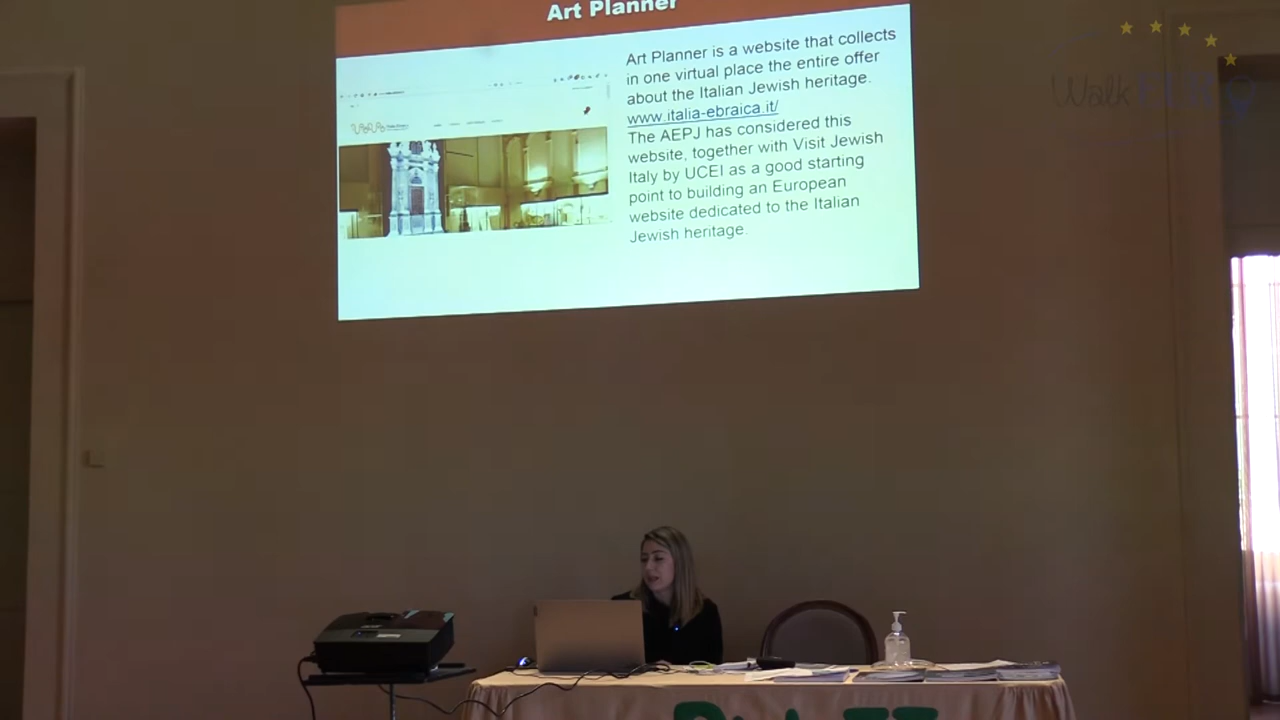 Art Planner
Art Planner is a website that collects
in one virtual place the entire offer
about the Italian Jewish heritage.
www.italia-ebraica.it/
The AEPJ has considered this
website, together with Visit Jewish
Italy by UCEI as a good starting
point to building an European
website dedicated to the Italian
Jewish heritage.
Walk